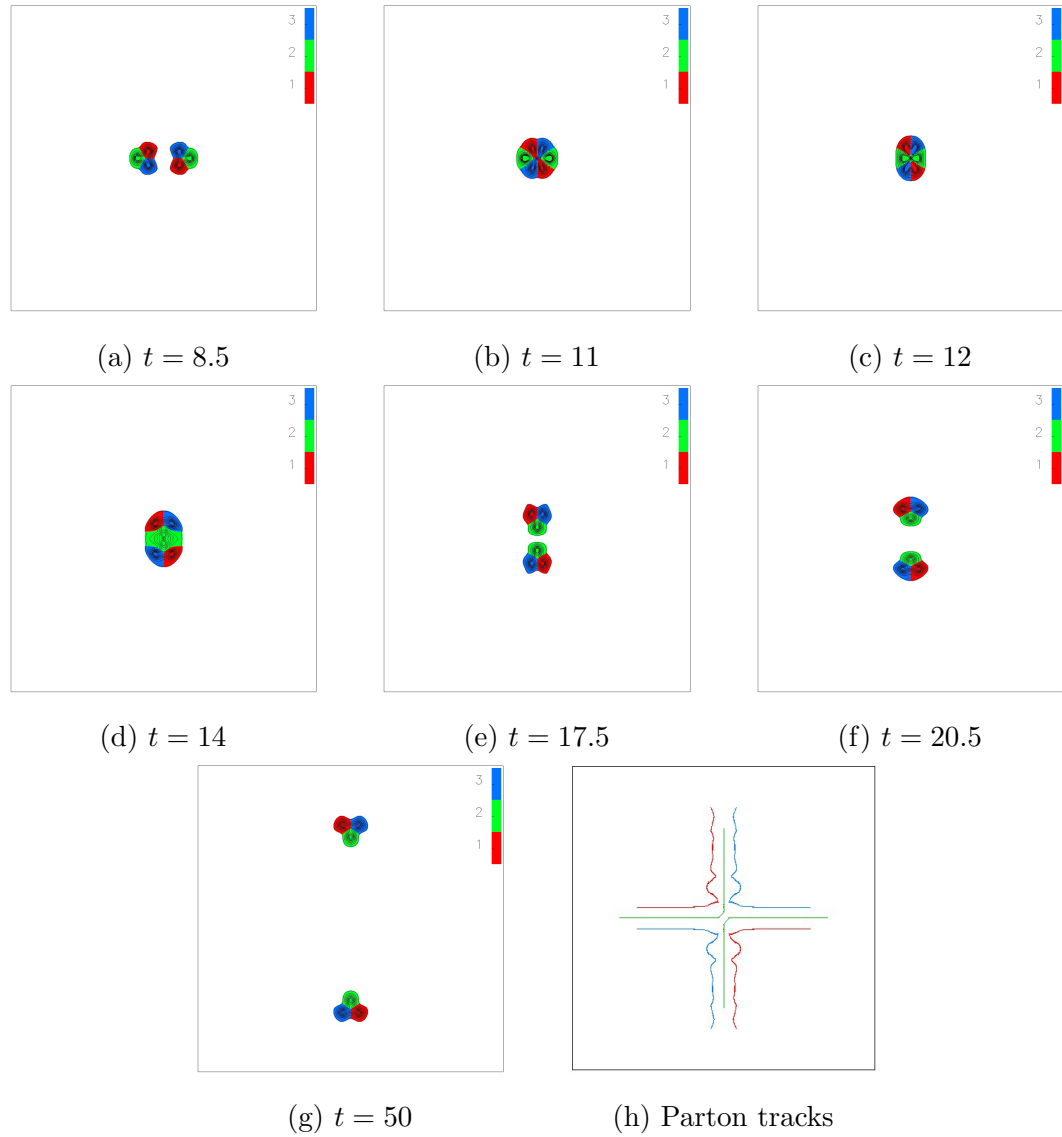 3
2
1
3
2
1
3
2
1
(a) t = 8.5
(b) t = 11
(c) t = 12
3
2
1
3
2
1
3
2
1
(d) t = 14
(e) t = 17.5
(f) t = 20.5
3
2
1
(g) t = 50
(h) Parton tracks